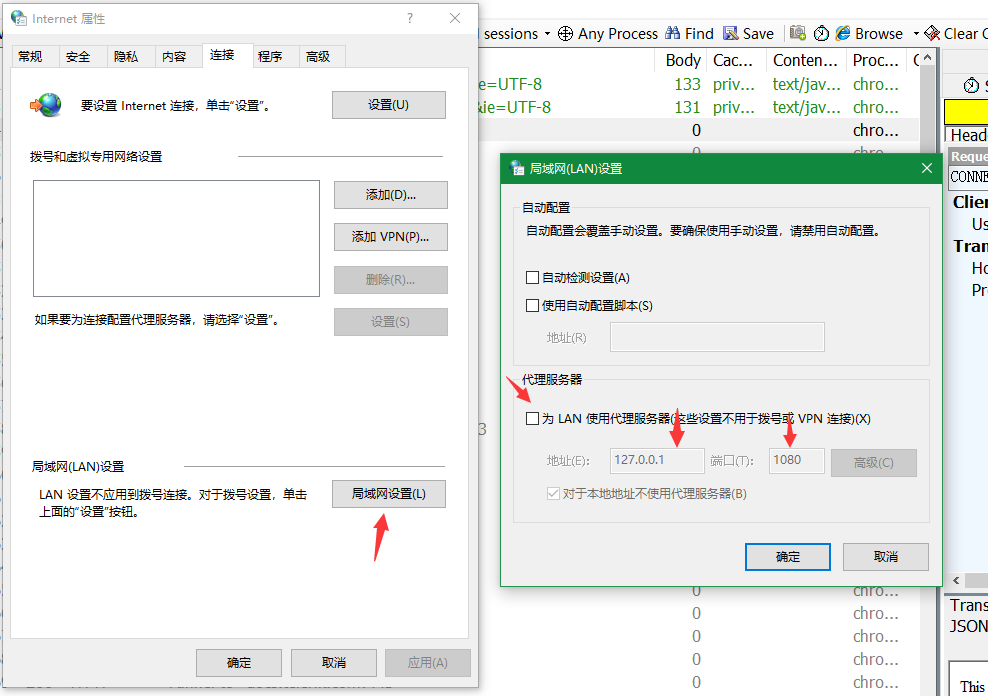 Internet 属性
?
常规 安全 隐私 内容 连接 程序 高级
要设置 Internet 连接，单击“设置”。
设置(U)
拨号和虚拟专用网络设置
添加(D)...
添加 VPN(P)...
删除(R)...
设置(S)
如果要为连接配置代理服务器，请选择“设置”。
局域网(LAN)设置
LAN 设置不应用到拨号连接。对于拨号设置，单击
上面的“设置”按钮。
局域网设置(L)
确定 取消 应用(A)
sessions Any Process Find Save Browse Clear C
Body Cac... Conten... Proc... C
e=UTF-8 133 priv... text/jav... chro...
&ie=UTF-8 131 priv... text/jav... chro...
0 chro...
0 chro...
局域网(LAN)设置
自动配置
自动配置会覆盖手动设置。要确保使用手动设置，请禁用自动配置。
自动检测设置(A)
使用自动配置脚本(S)
地址(R)
代理服务器
为 LAN 使用代理服务器(这些设置不用于拨号或 VPN 连接)(X)
地址(E): 127.0.0.1 端口(T): 1080 高级(C)
对于本地地址不使用代理服务器(B)
确定 取消
3
0 chro...
0 chro...
0 chro...
0 chro...
0 chro...
S
Heade
Reque
CONNE
Clien
Us
Tran
Ho
Pr
Trans
JSON
This